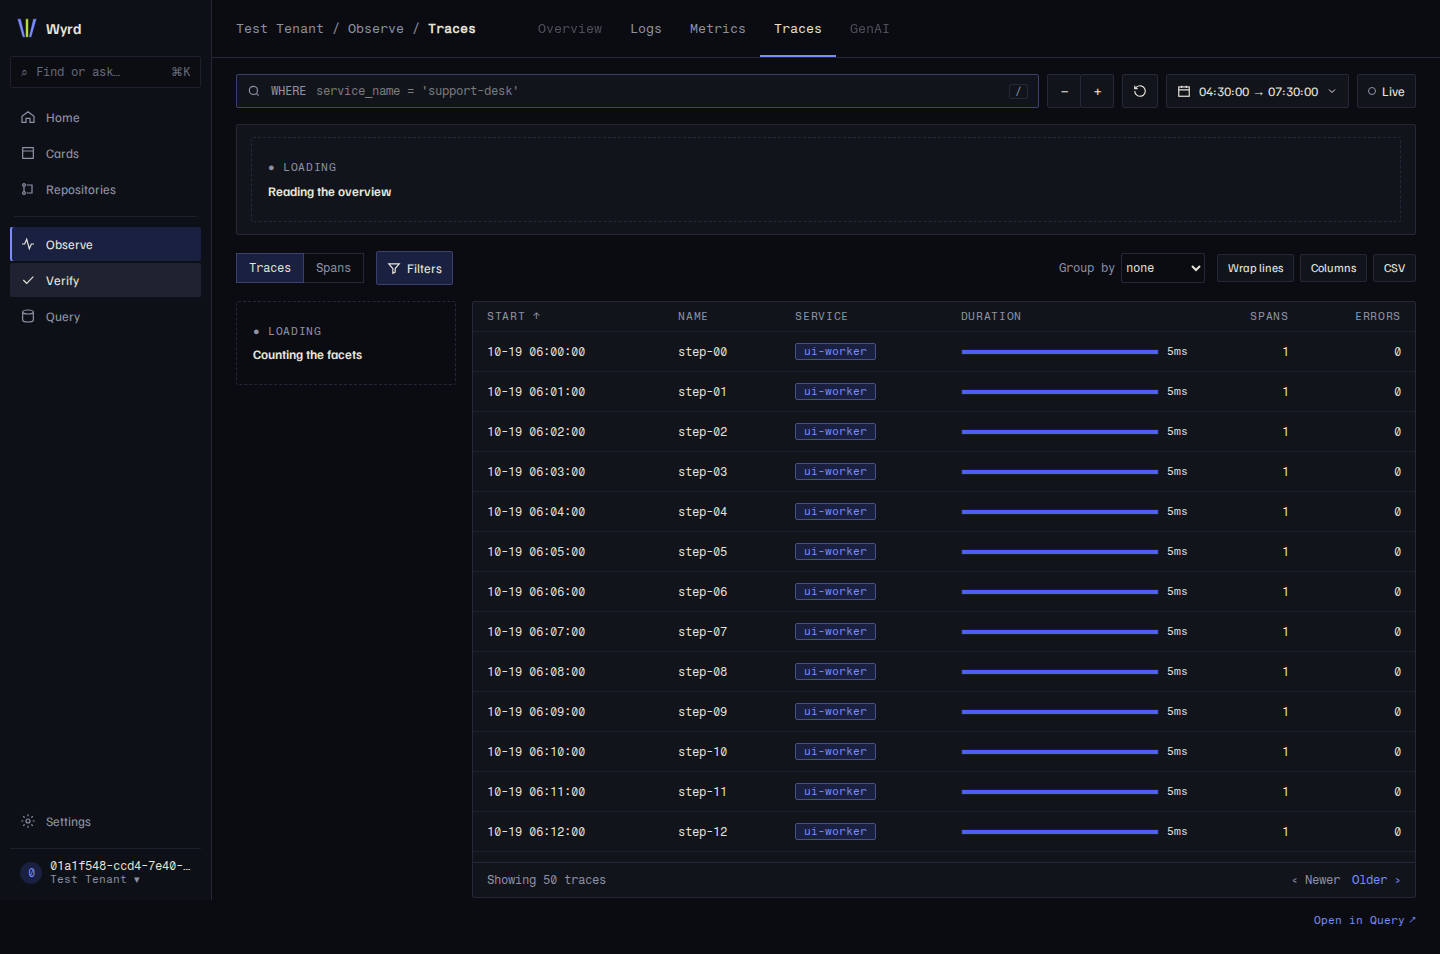 Wyrd
Test Tenant / Observe / Traces
Overview Logs Metrics Traces GenAI
Find or ask… ⌘K
WHERE service_name = 'support-desk' /
− +
04:30:00 → 07:30:00
Live
Home
Cards
Repositories
Observe
Verify
Query
Settings
01a1f548-ccd4-7e40-…
0
Test Tenant ▾
● LOADING
Reading the overview
Traces Spans Filters
Group by none Wrap lines Columns CSV
● LOADING
Counting the facets
START ↑ NAME SERVICE DURATION SPANS ERRORS
10-19 06:00:00 step-00 ui-worker 5ms 1 0
10-19 06:01:00 step-01 ui-worker 5ms 1 0
10-19 06:02:00 step-02 ui-worker 5ms 1 0
10-19 06:03:00 step-03 ui-worker 5ms 1 0
10-19 06:04:00 step-04 ui-worker 5ms 1 0
10-19 06:05:00 step-05 ui-worker 5ms 1 0
10-19 06:06:00 step-06 ui-worker 5ms 1 0
10-19 06:07:00 step-07 ui-worker 5ms 1 0
10-19 06:08:00 step-08 ui-worker 5ms 1 0
10-19 06:09:00 step-09 ui-worker 5ms 1 0
10-19 06:10:00 step-10 ui-worker 5ms 1 0
10-19 06:11:00 step-11 ui-worker 5ms 1 0
10-19 06:12:00 step-12 ui-worker 5ms 1 0
Showing 50 traces ‹ Newer Older ›
Open in Query ↗